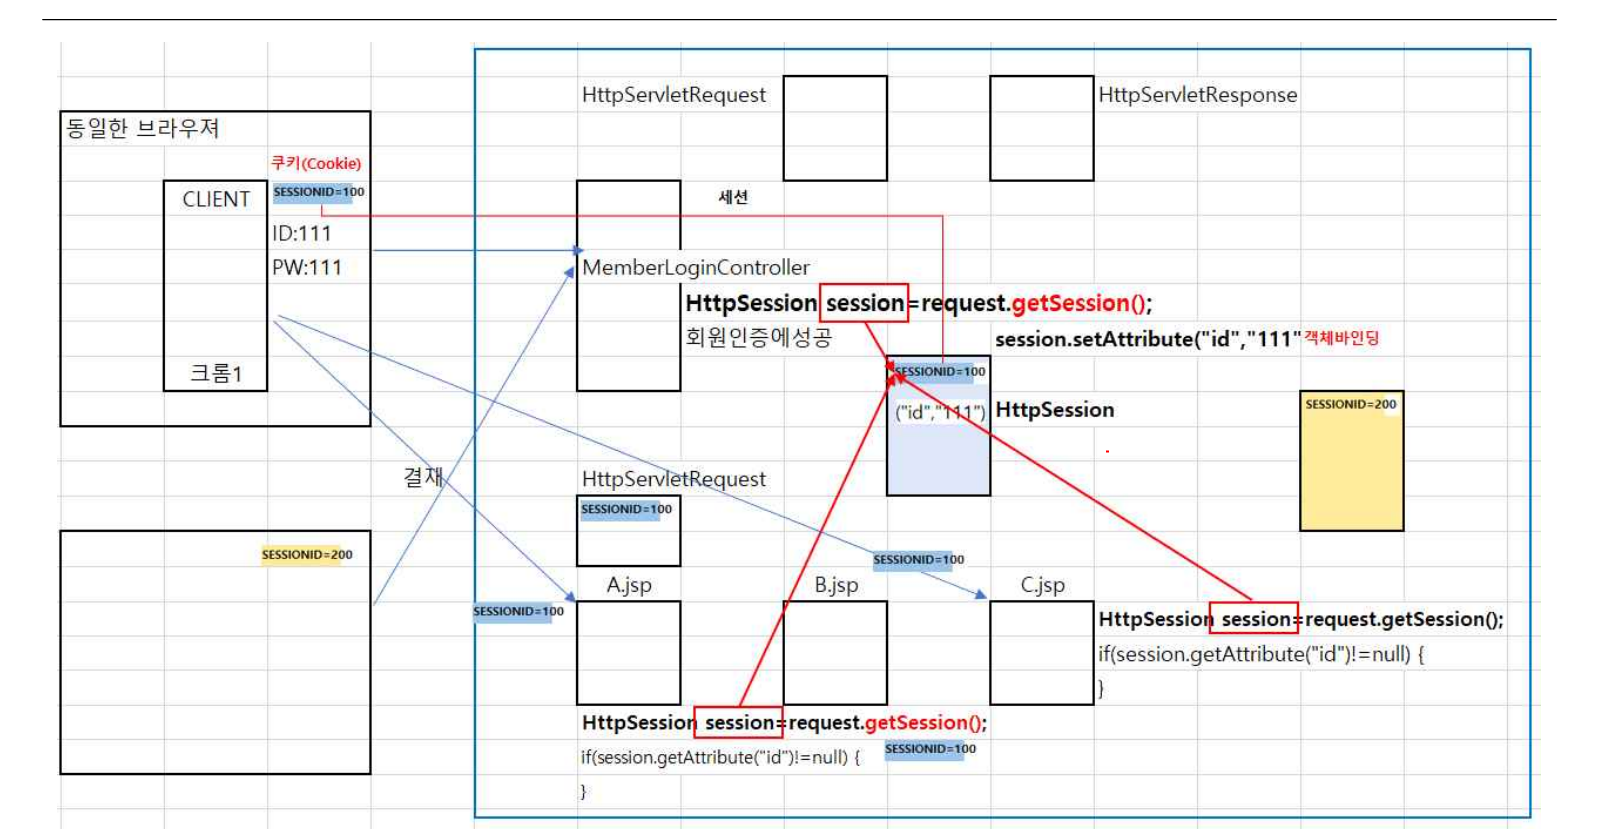 HttpServletRequest
HttpServletResponse
동일한 브라우져
쿠키(Cookie)
CLIENT
SESSIONID=100
세션
ID:111
PW:111
MemberLoginController
HttpSession session=request.getSession();
회원인증에성공
session.setAttribute("id","111" 객체바인딩
크롬1
SESSIONID=100
("id","111")
HttpSession
SESSIONID=200
결재
HttpServletRequest
SESSIONID=100
SESSIONID=200
SESSIONID=100
A.jsp
B.jsp
C.jsp
SESSIONID=100
HttpSession session=request.getSession();
if(session.getAttribute("id")!=null) {
}
HttpSession session=request.getSession();
SESSIONID=100
if(session.getAttribute("id")!=null) {
}